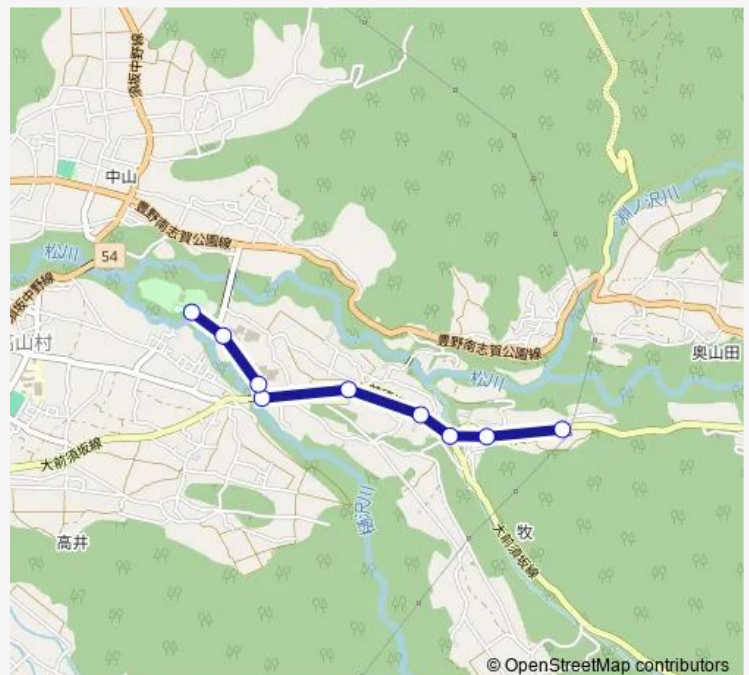 須坂中野線
中山
豊野南志賀公園線
淵ノ沢川
松川
54
須坂中野線
高山村
豊野南志賀公園線
奥山田
松川
大前須坂線
樋沢川
高井
牧
大前須坂線
© OpenStreetMap contributors